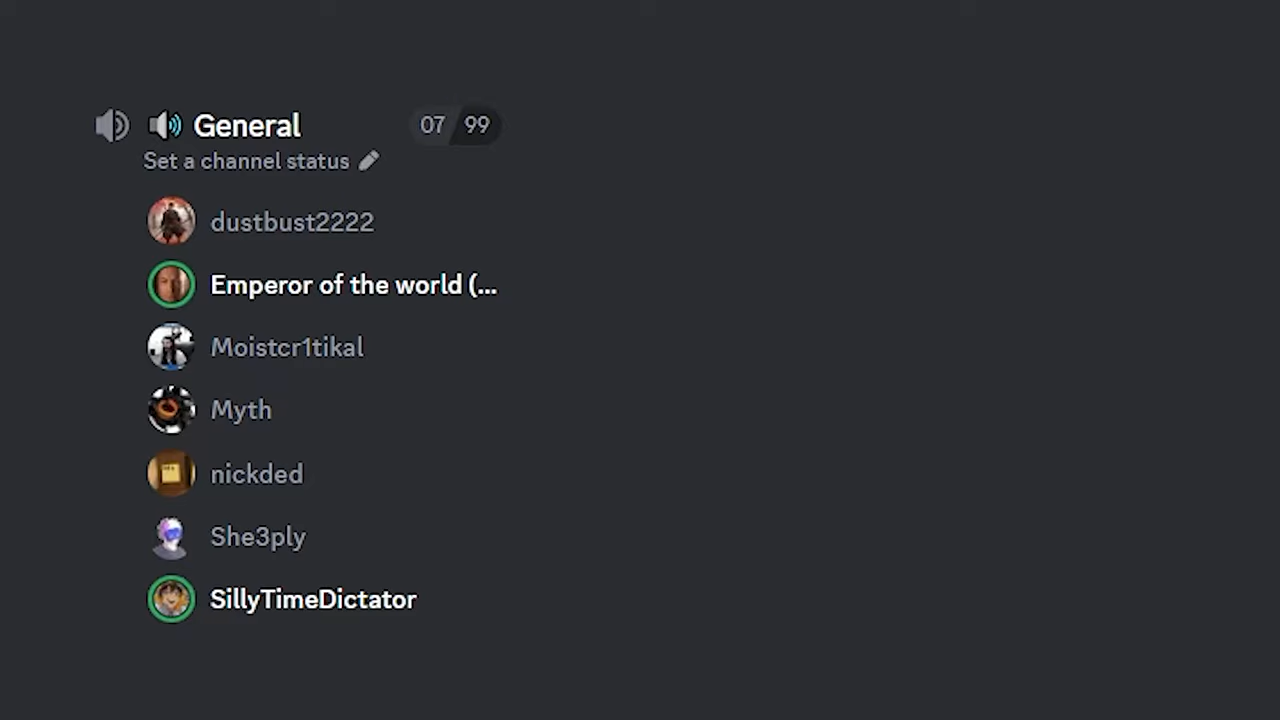 General 07 99
Set a channel status
dustbust2222
Emperor of the world (...
Moistcr1tikal
Myth
nickded
She3ply
SillyTimeDictator